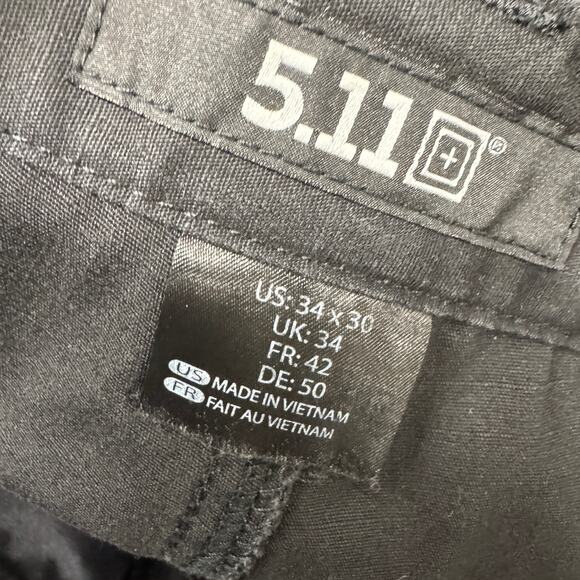 5.11®
US: 34 x 30
UK: 34
FR: 42
DE: 50
US MADE IN VIETNAM
FR FAIT AU VIETNAM